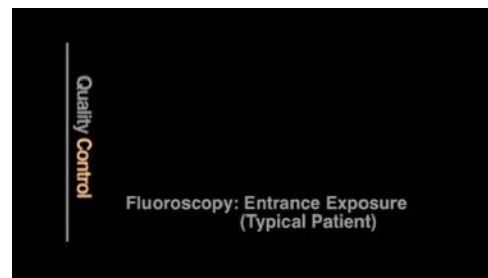 Quality Control
Fluoroscopy: Entrance Exposure
(Typical Patient)